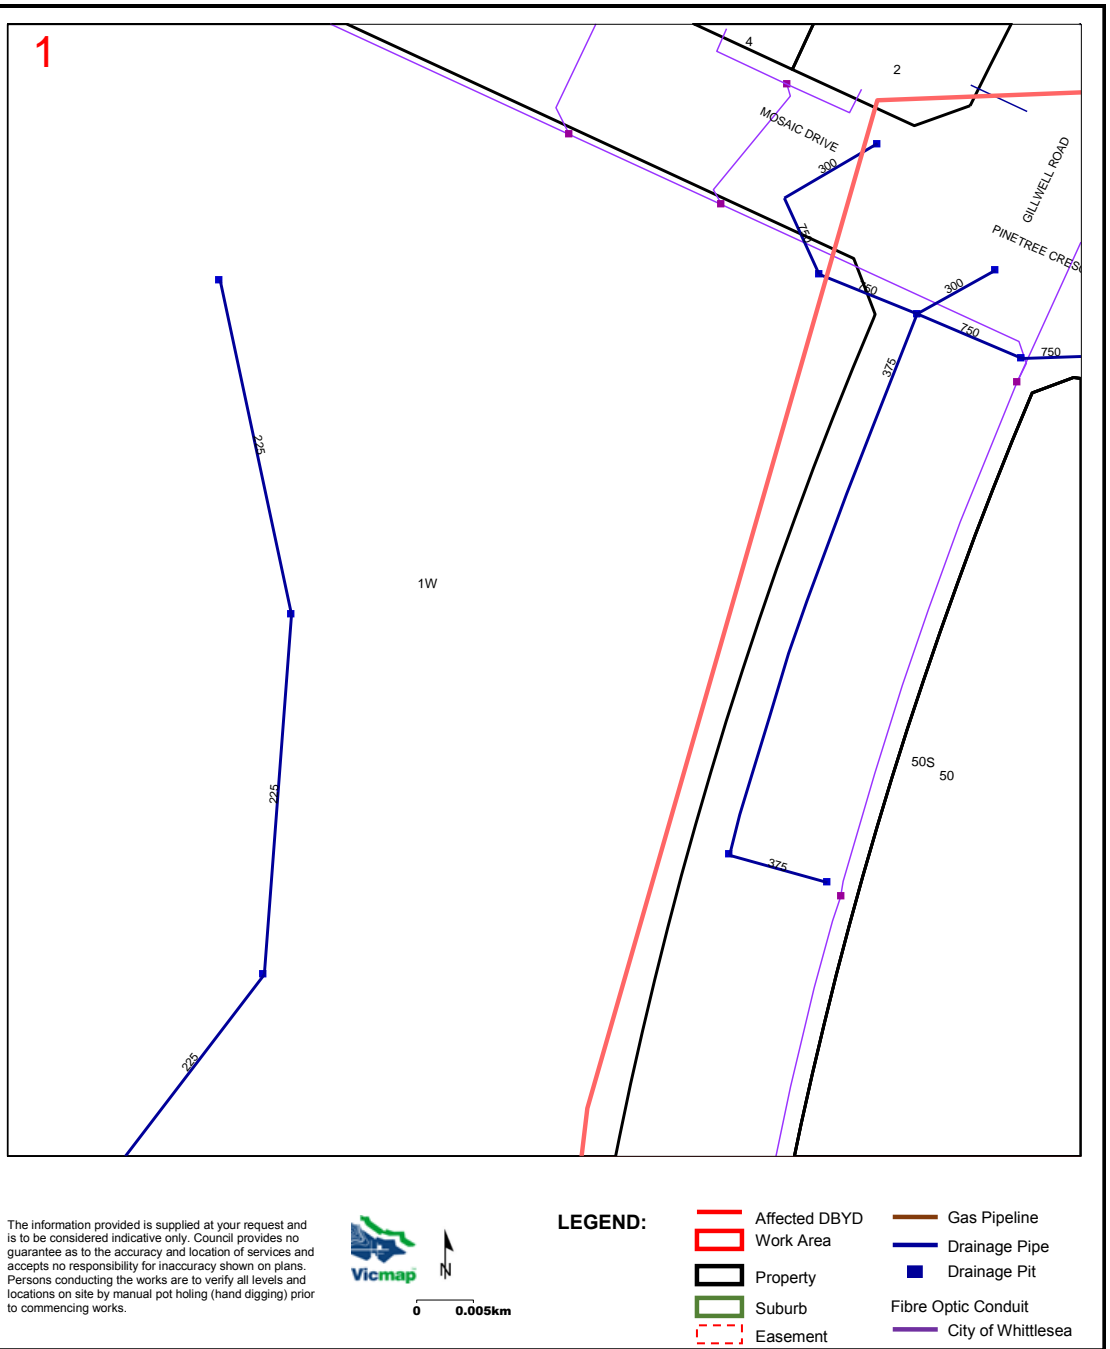 1
4
2
MOSAIC DRIVE
GILLWELL ROAD
300
PINETREE CRESC
750
750
300
750
750
375
225
1W
225
50S
50
375
225
The information provided is supplied at your request and
is to be considered indicative only. Council provides no
guarantee as to the accuracy and location of services and
accepts no responsibility for inaccuracy shown on plans.
Persons conducting the works are to verify all levels and
locations on site by manual pot holing (hand digging) prior
to commencing works.
Vicmap
N
0 0.005km
LEGEND:
Affected DBYD
Work Area
Property
Suburb
Easement
Gas Pipeline
Drainage Pipe
Drainage Pit
Fibre Optic Conduit
City of Whittlesea